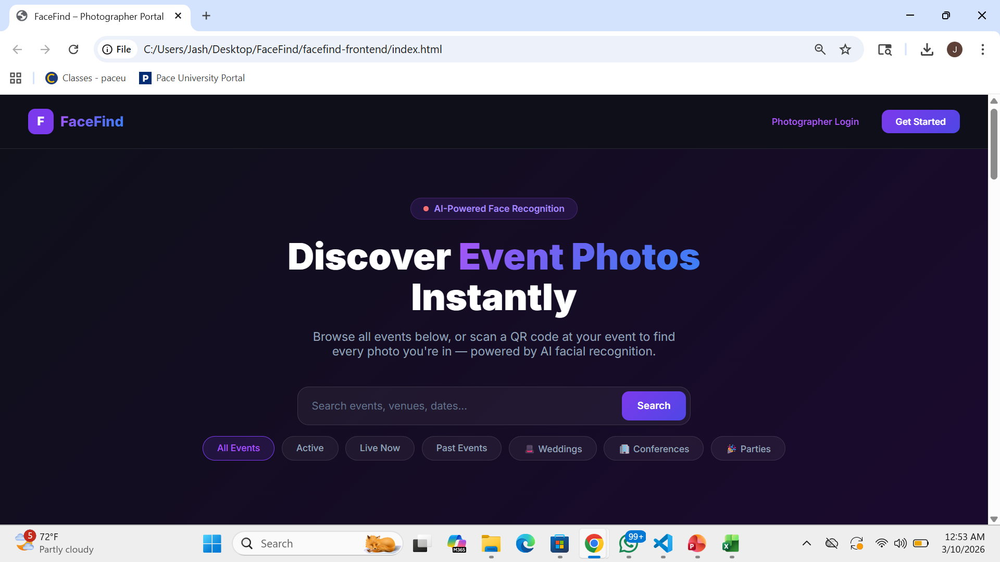 FaceFind – Photographer Portal
File
C:/Users/Jash/Desktop/FaceFind/facefind-frontend/index.html
J
Classes - paceu
P
Pace University Portal
F
FaceFind
Photographer Login
Get Started
AI-Powered Face Recognition
Discover Event Photos
Instantly
Browse all events below, or scan a QR code at your event to find
every photo you're in — powered by AI facial recognition.
Search events, venues, dates...
Search
All Events
Active
Live Now
Past Events
Weddings
Conferences
Parties
5
72°F
Partly cloudy
Search
M365
99+
P
X
12:53 AM
3/10/2026